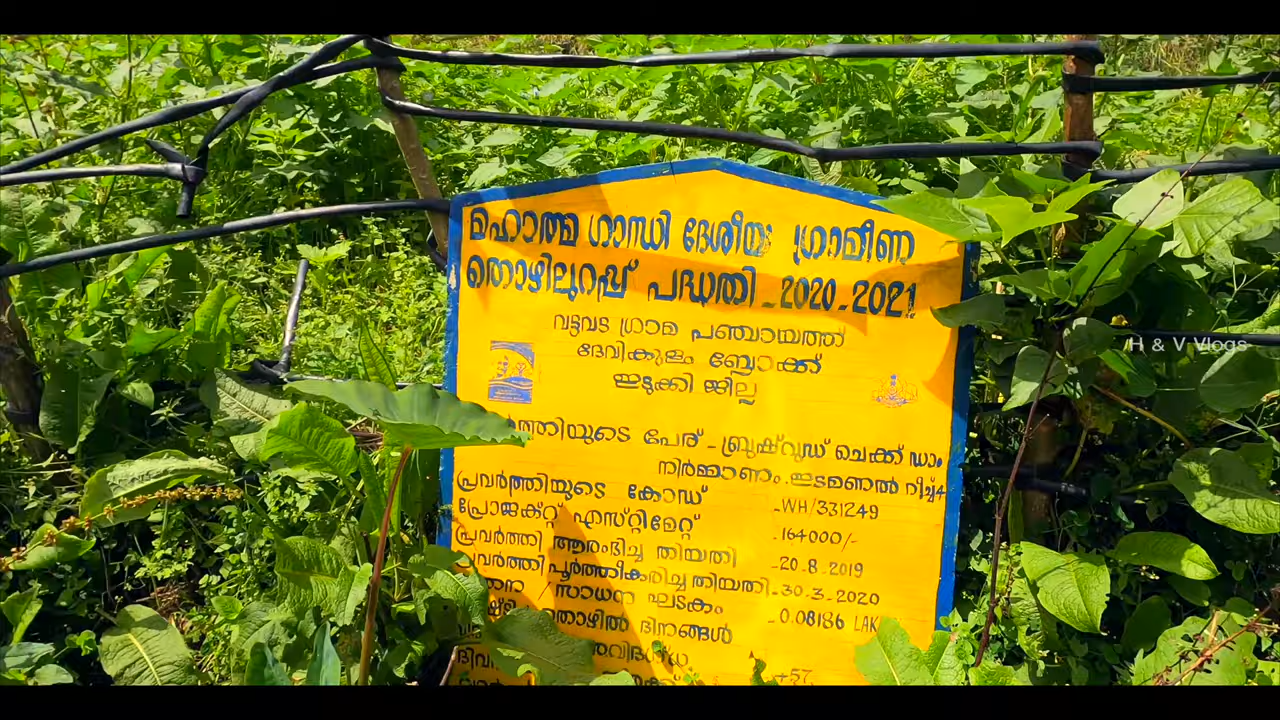 മഹാത്മ ഗാന്ധി ദേശീയ ഗ്രാമീണ
തൊഴിലുറപ്പ് പദ്ധതി - 2020-2021
വട്ടവട ഗ്രാമ പഞ്ചായത്ത്
ദേവികുളം ബ്ലോക്ക്
ഇടുക്കി ജില്ല
ത്തിയുടെ പേര് - ബ്രുഷ്‌വുഡ് ചെക്ക് ഡാം
നിർമ്മാണം, ഇടമണൽ റീച്ച്4
പ്രവർത്തിയുടെ കോഡ് - WH/331249
പ്രോജക്റ്റ് എസ്റ്റിമേറ്റ് - 164000/-
പ്രവർത്തി ആരംഭിച്ച തിയതി - 20.8.2019
പ്രവർത്തി പൂർത്തീകരിച്ച തിയതി - 30-3-2020
/സാധന ഘടകം - 0.08186 LAK
തൊഴിൽ ദിനങ്ങൾ
H & V Vlogs